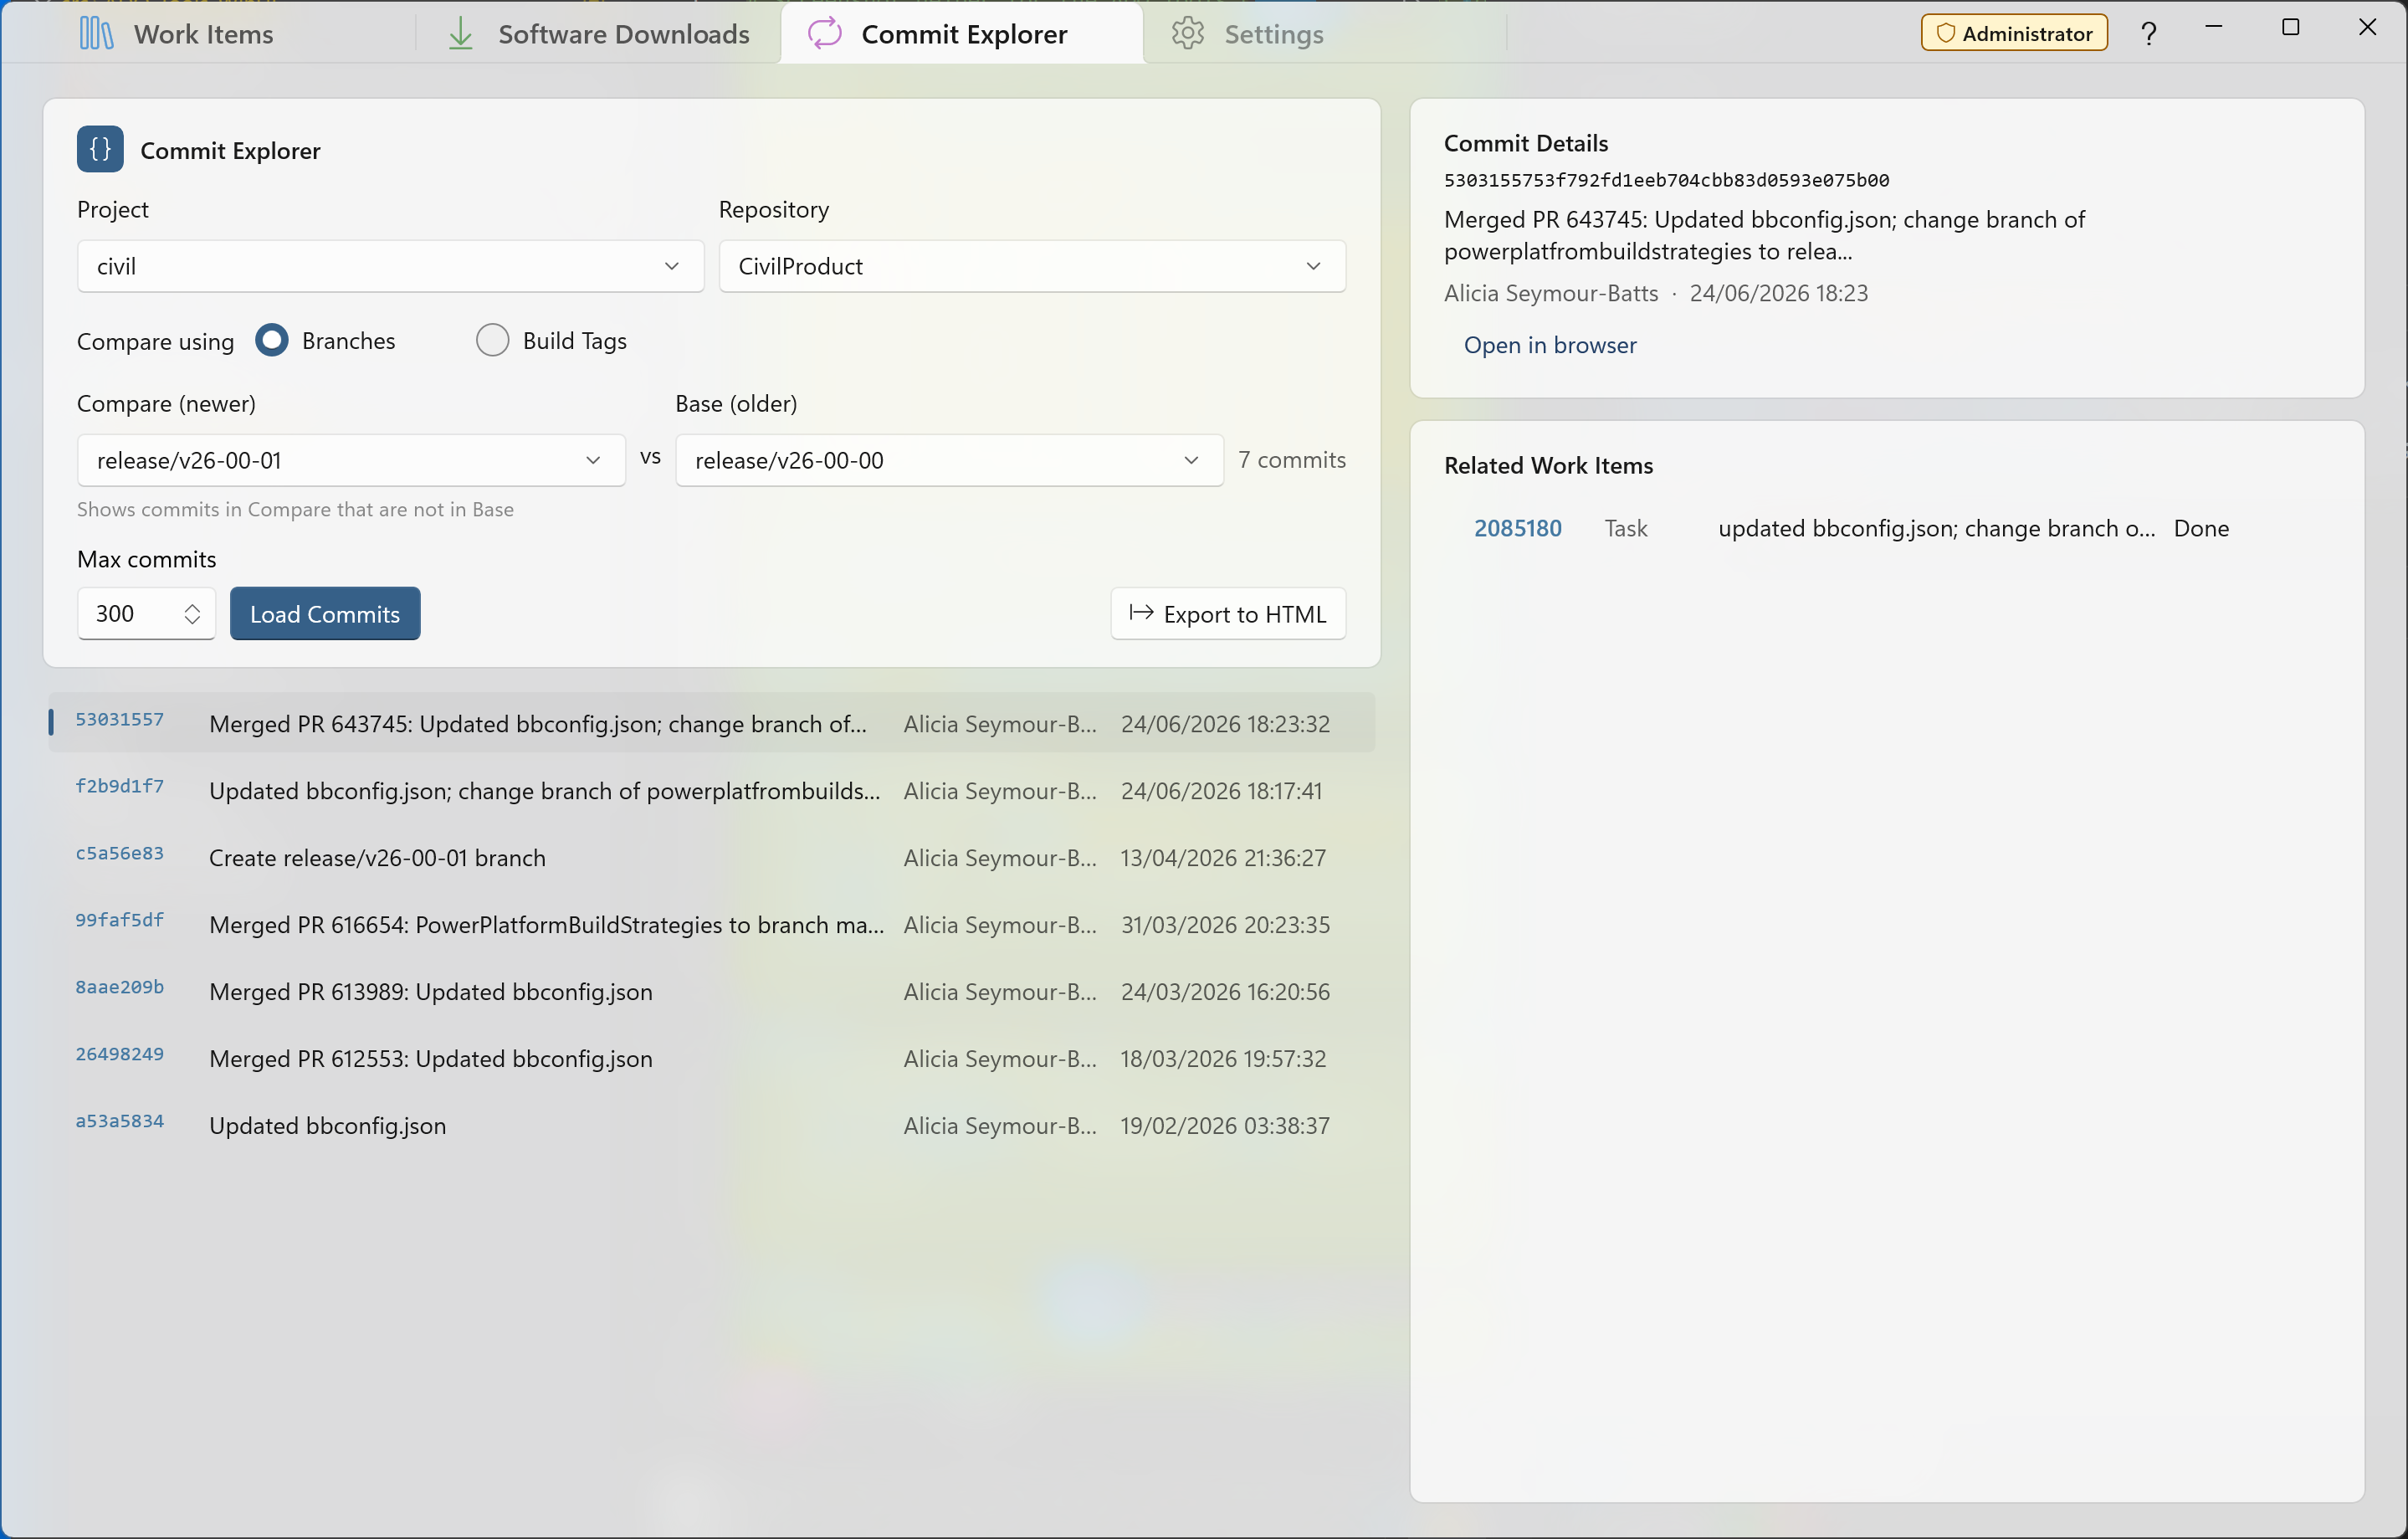 Work Items
Software Downloads
Commit Explorer
Settings
Administrator
?
{} Commit Explorer
Project
Repository
civil
CivilProduct
Compare using
Branches
Build Tags
Compare (newer)
Base (older)
release/v26-00-01
vs
release/v26-00-00
7 commits
Shows commits in Compare that are not in Base
Max commits
300
Load Commits
Export to HTML
53031557 Merged PR 643745: Updated bbconfig.json; change branch of... Alicia Seymour-B... 24/06/2026 18:23:32
f2b9d1f7 Updated bbconfig.json; change branch of powerplatfrombuilds... Alicia Seymour-B... 24/06/2026 18:17:41
c5a56e83 Create release/v26-00-01 branch Alicia Seymour-B... 13/04/2026 21:36:27
99faf5df Merged PR 616654: PowerPlatformBuildStrategies to branch ma... Alicia Seymour-B... 31/03/2026 20:23:35
8aae209b Merged PR 613989: Updated bbconfig.json Alicia Seymour-B... 24/03/2026 16:20:56
26498249 Merged PR 612553: Updated bbconfig.json Alicia Seymour-B... 18/03/2026 19:57:32
a53a5834 Updated bbconfig.json Alicia Seymour-B... 19/02/2026 03:38:37
Commit Details
5303155753f792fd1eeb704cbb83d0593e075b00
Merged PR 643745: Updated bbconfig.json; change branch of
powerplatfrombuildstrategies to relea...
Alicia Seymour-Batts · 24/06/2026 18:23
Open in browser
Related Work Items
2085180 Task updated bbconfig.json; change branch o... Done